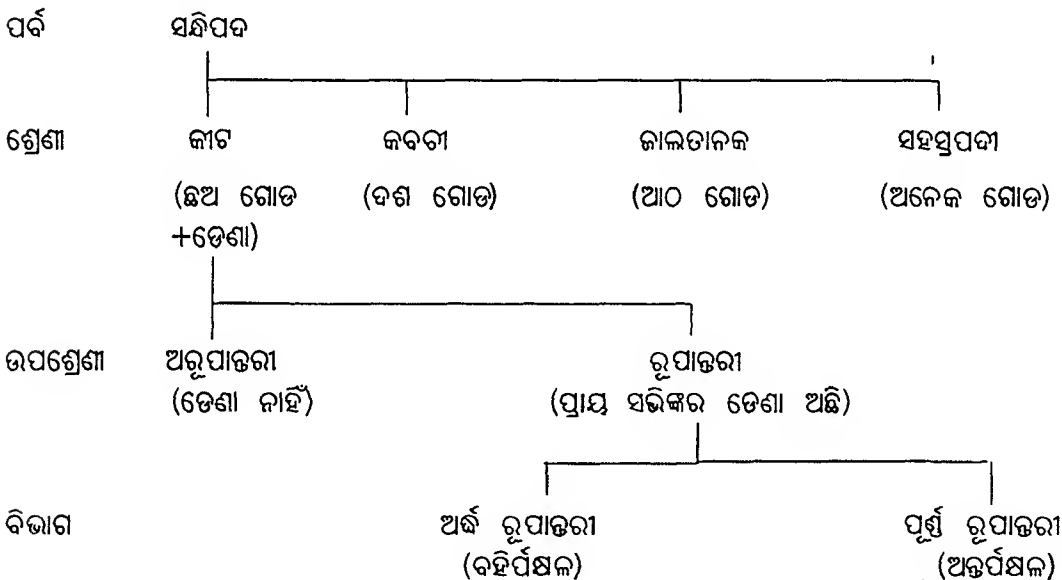 ପର୍ବ ସନ୍ଧିପଦ
ଶ୍ରେଣୀ କୀଟ କବଚୀ ଜାଲତାନକ ସହସ୍ରପଦୀ
(ଛଅ ଗୋଡ (ଦଶ ଗୋଡ) (ଆଠ ଗୋଡ) (ଅନେକ ଗୋଡ)
+ଡେଣା)
ଉପଶ୍ରେଣୀ ଅରୂପାନ୍ତରୀ ରୂପାନ୍ତରୀ
(ଡେଣା ନାହିଁ) (ପ୍ରାୟ ସଭିଙ୍କର ଡେଣା ଅଛି)
ବିଭାଗ ଅର୍ଦ୍ଧ ରୂପାନ୍ତରୀ ପୂର୍ଣ୍ଣ ରୂପାନ୍ତରୀ
(ବହିର୍ପକ୍ଷଳ) (ଅନ୍ତର୍ପକ୍ଷଳ)